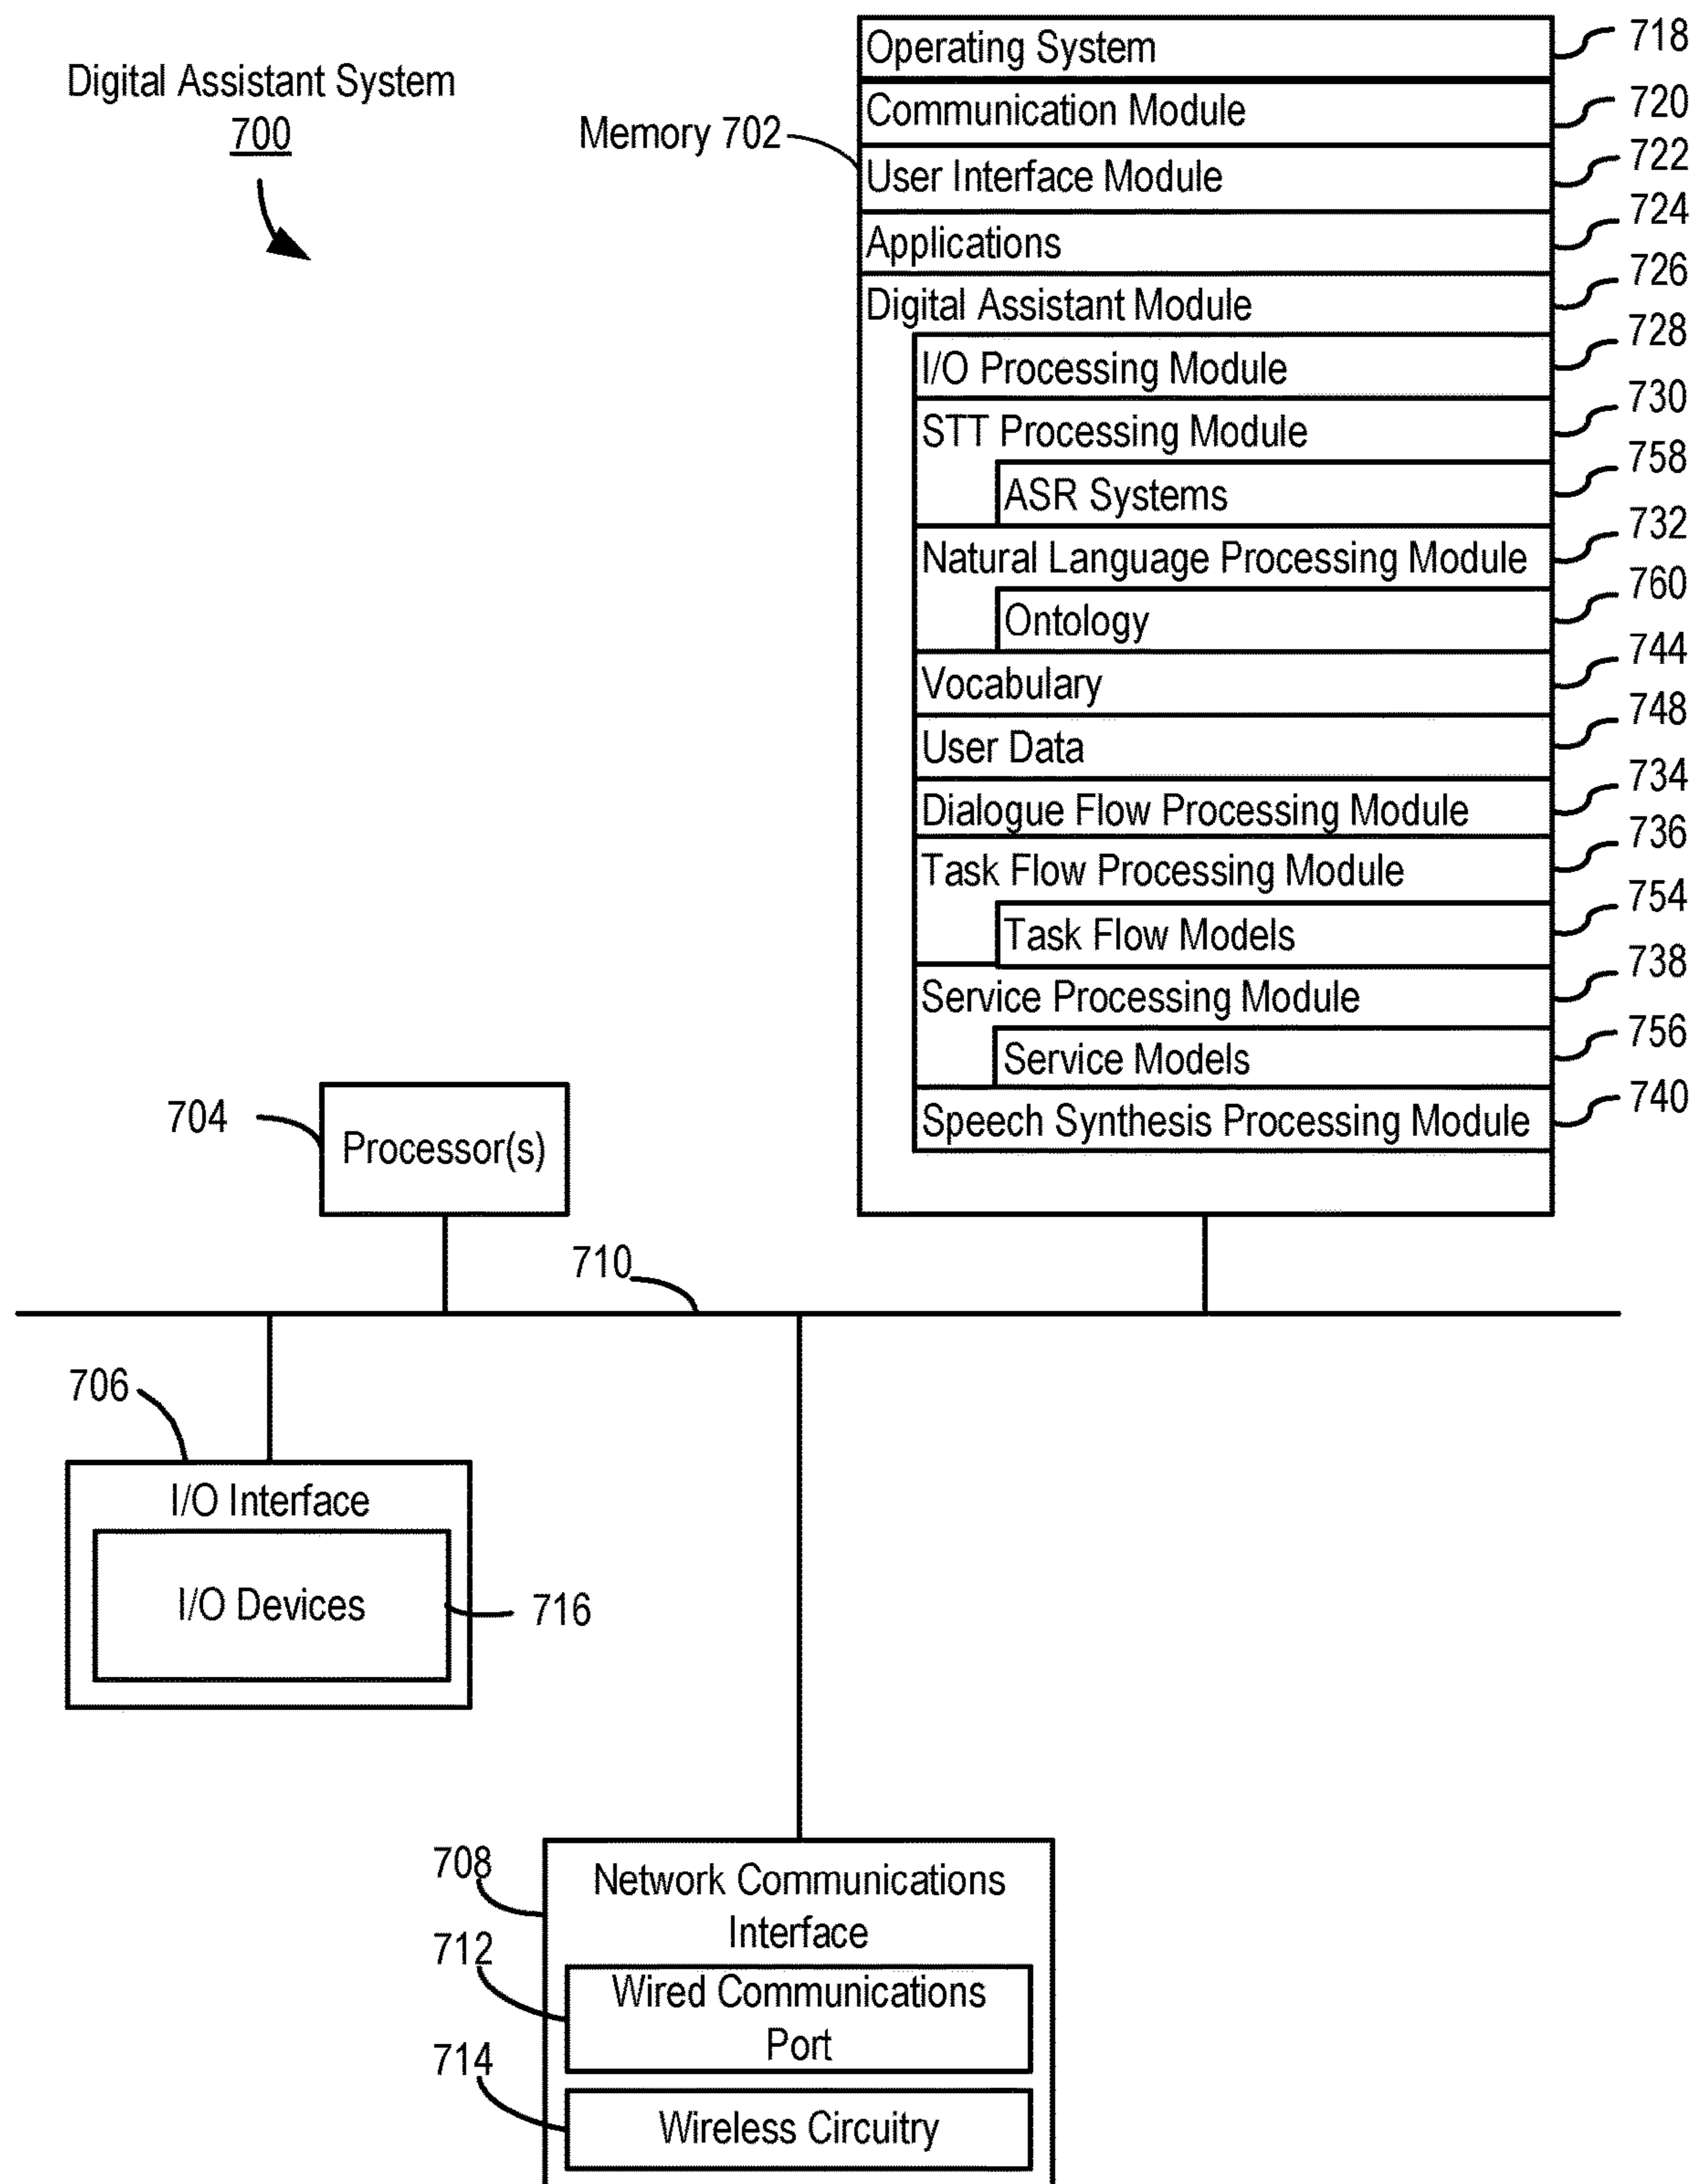 Digital Assistant System
700
Memory 702
Operating System 718
Communication Module 720
User Interface Module 722
Applications 724
Digital Assistant Module 726
I/O Processing Module 728
STT Processing Module 730
ASR Systems 758
Natural Language Processing Module 732
Ontology 760
Vocabulary 744
User Data 748
Dialogue Flow Processing Module 734
Task Flow Processing Module 736
Task Flow Models 754
Service Processing Module 738
Service Models 756
Speech Synthesis Processing Module 740
704
Processor(s)
710
706
I/O Interface
I/O Devices
716
708
Network Communications
Interface
712
Wired Communications
Port
714
Wireless Circuitry